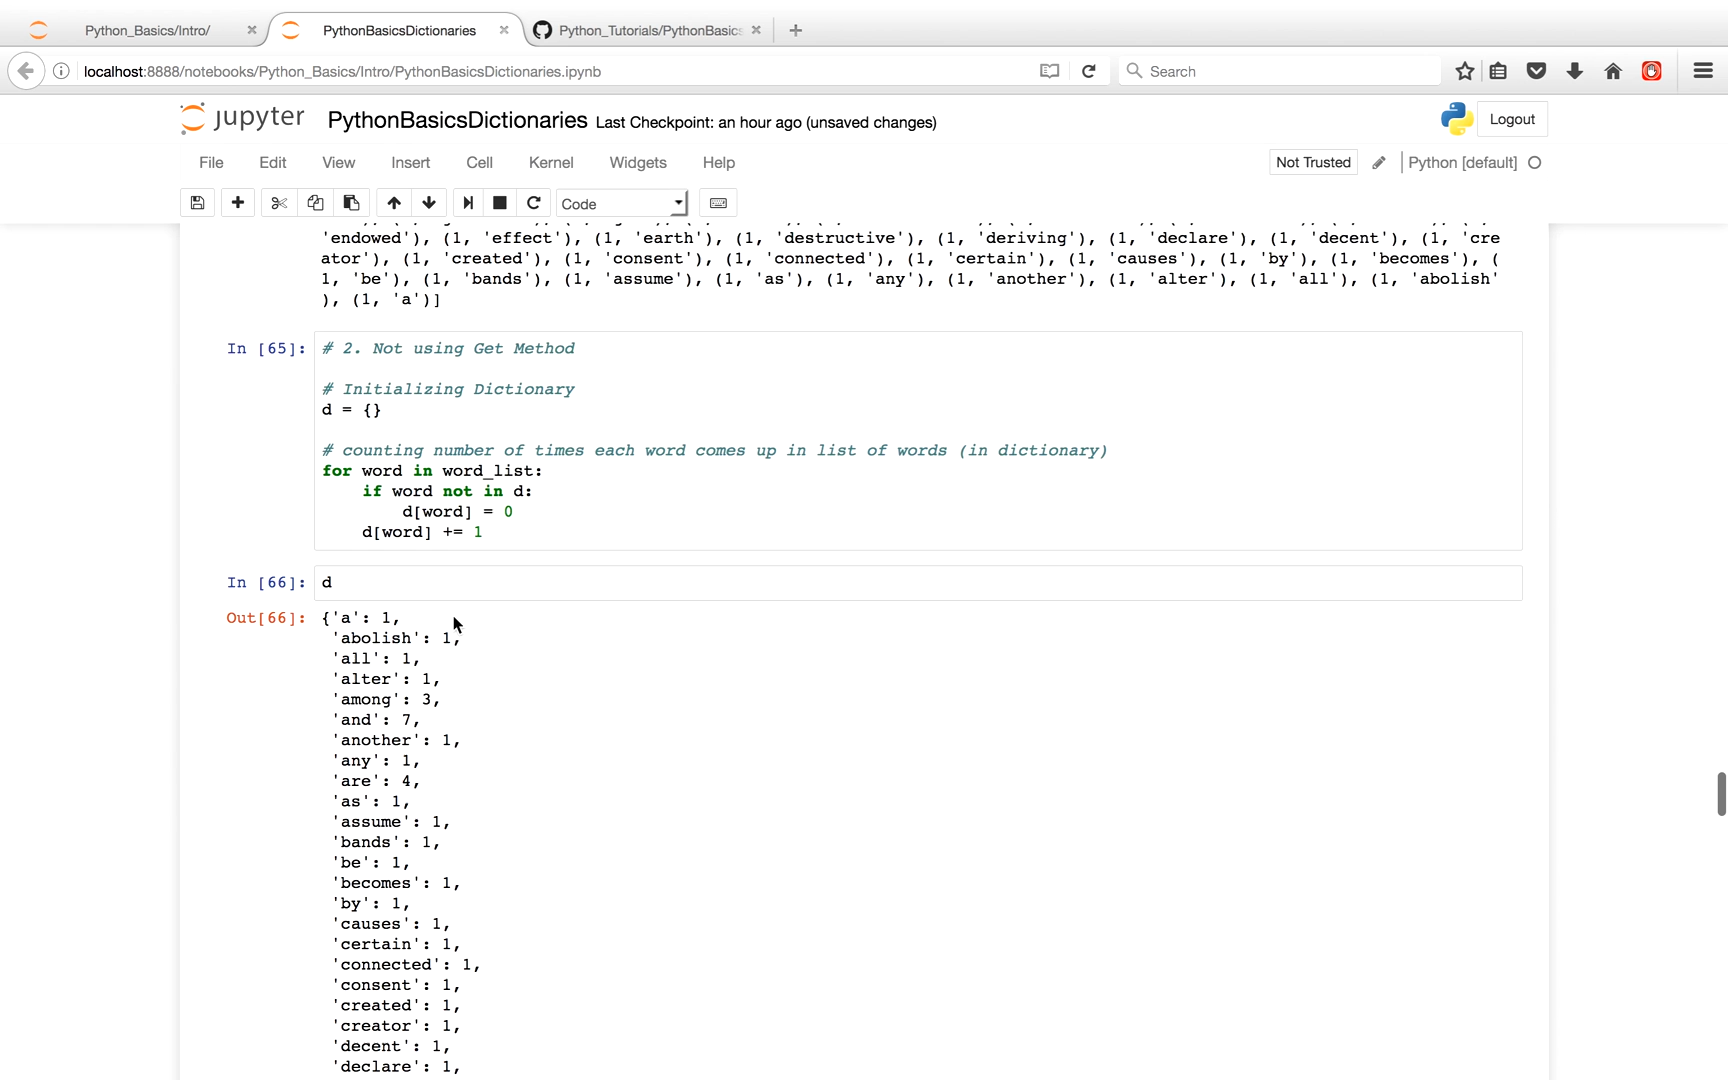 Python_Basics/Intro/
PythonBasicsDictionaries
Python_Tutorials/PythonBasics
localhost:8888/notebooks/Python_Basics/Intro/PythonBasicsDictionaries.ipynb
Search
jupyter PythonBasicsDictionaries Last Checkpoint: an hour ago (unsaved changes)
Logout
File Edit View Insert Cell Kernel Widgets Help
Not Trusted
Python [default]
Code
'endowed'), (1, 'effect'), (1, 'earth'), (1, 'destructive'), (1, 'deriving'), (1, 'declare'), (1, 'decent'), (1, 'cre
ator'), (1, 'created'), (1, 'consent'), (1, 'connected'), (1, 'certain'), (1, 'causes'), (1, 'by'), (1, 'becomes'), (
1, 'be'), (1, 'bands'), (1, 'assume'), (1, 'as'), (1, 'any'), (1, 'another'), (1, 'alter'), (1, 'all'), (1, 'abolish'
), (1, 'a')]
In [65]: # 2. Not using Get Method
# Initializing Dictionary
d = {}
# counting number of times each word comes up in list of words (in dictionary)
for word in word_list:
    if word not in d:
        d[word] = 0
    d[word] += 1
In [66]: d
Out[66]: {'a': 1,
'abolish': 1,
'all': 1,
'alter': 1,
'among': 3,
'and': 7,
'another': 1,
'any': 1,
'are': 4,
'as': 1,
'assume': 1,
'bands': 1,
'be': 1,
'becomes': 1,
'by': 1,
'causes': 1,
'certain': 1,
'connected': 1,
'consent': 1,
'created': 1,
'creator': 1,
'decent': 1,
'declare': 1,